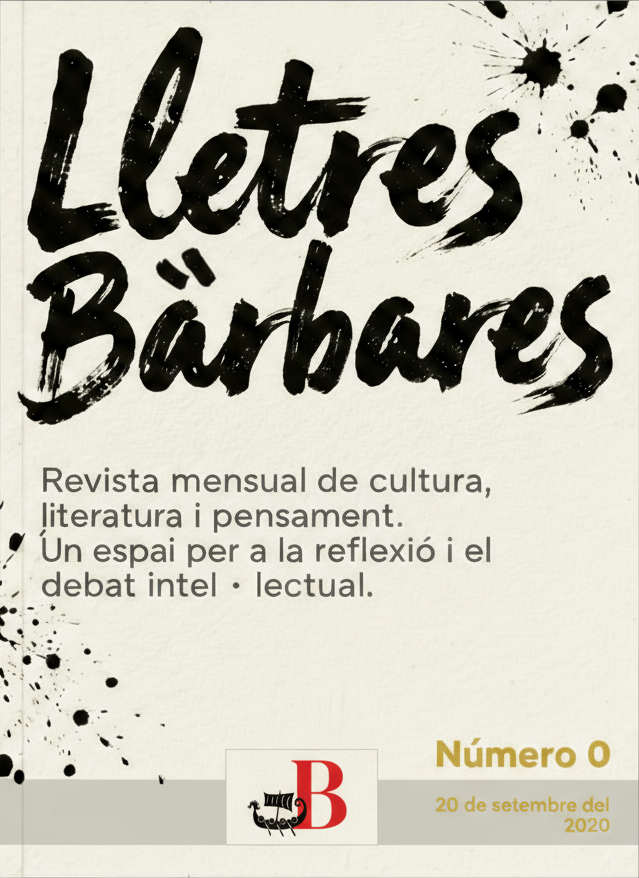 Lletres
Bàrbares
Revista mensual de cultura,
literatura i pensament.
Un espai per a la reflexió i el
debat intel · lectual.
Número 0
B
20 de setembre del
2020